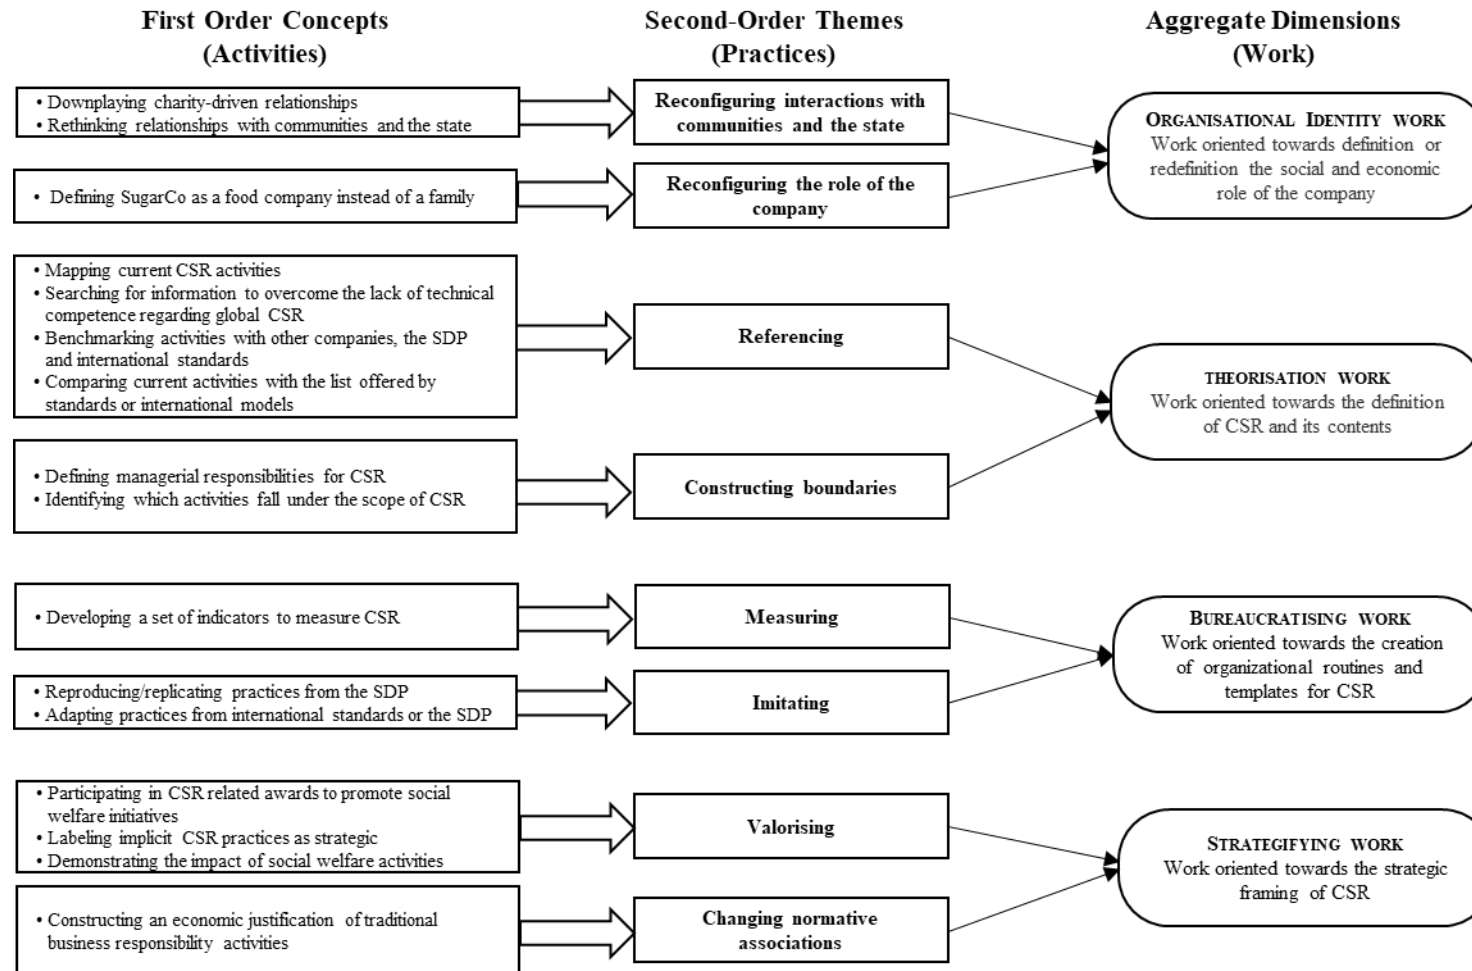 First Order Concepts
(Activities)
Second-Order Themes
(Practices)
Aggregate Dimensions
(Work)
• Downplaying charity-driven relationships
• Rethinking relationships with communities and the state
Reconfiguring interactions with
communities and the state
• Defining SugarCo as a food company instead of a family
Reconfiguring the role of the
company
ORGANISATIONAL IDENTITY WORK
Work oriented towards definition or
redefinition the social and economic
role of the company
• Mapping current CSR activities
• Searching for information to overcome the lack of technical
competence regarding global CSR
• Benchmarking activities with other companies, the SDP
and international standards
• Comparing current activities with the list offered by
standards or international models
Referencing
• Defining managerial responsibilities for CSR
• Identifying which activities fall under the scope of CSR
Constructing boundaries
THEORISATION WORK
Work oriented towards the definition
of CSR and its contents
• Developing a set of indicators to measure CSR
Measuring
• Reproducing/replicating practices from the SDP
• Adapting practices from international standards or the SDP
Imitating
BUREAUCRATISING WORK
Work oriented towards the creation
of organizational routines and
templates for CSR
• Participating in CSR related awards to promote social
welfare initiatives
• Labeling implicit CSR practices as strategic
• Demonstrating the impact of social welfare activities
Valorising
• Constructing an economic justification of traditional
business responsibility activities
Changing normative
associations
STRATEGIFYING WORK
Work oriented towards the strategic
framing of CSR